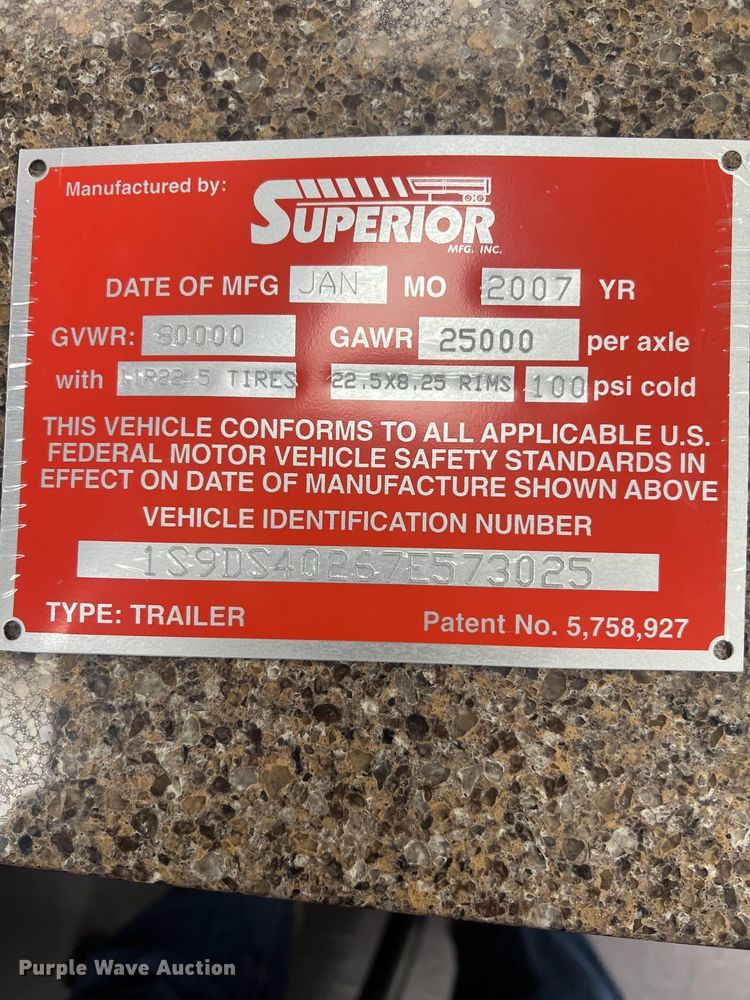 Manufactured by: SUPERIOR
MFG. INC.
DATE OF MFG JAN MO 2007 YR
GVWR: 80000 GAWR 25000 per axle
with 22.5 TIRES 22.5X8.25 RIMS 100 psi cold
THIS VEHICLE CONFORMS TO ALL APPLICABLE U.S.
FEDERAL MOTOR VEHICLE SAFETY STANDARDS IN
EFFECT ON DATE OF MANUFACTURE SHOWN ABOVE
VEHICLE IDENTIFICATION NUMBER
1S9DS40267E573025
TYPE: TRAILER Patent No. 5,758,927
Purple Wave Auction